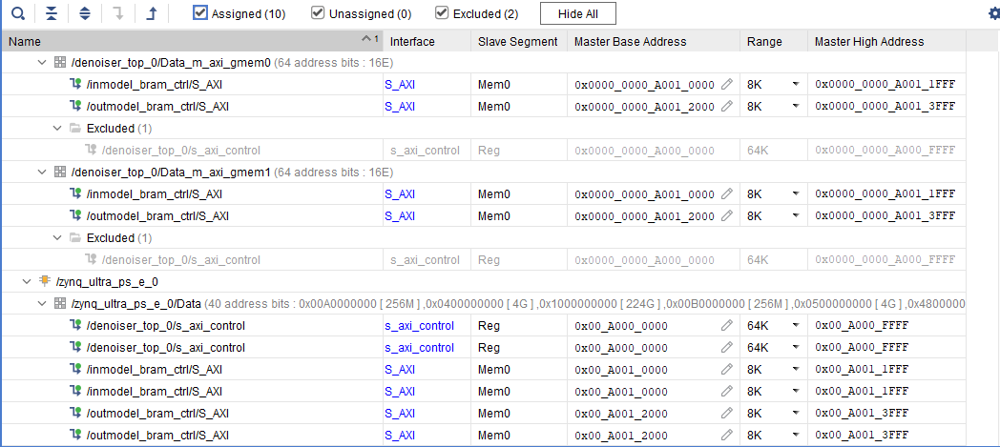 Assigned (10) Unassigned (0) Excluded (2) Hide All
Name 1 Interface Slave Segment Master Base Address Range Master High Address
/denoiser_top_0/Data_m_axi_gmem0 (64 address bits : 16E)
/inmodel_bram_ctrl/S_AXI S_AXI Mem0 0x0000_0000_A001_0000 8K 0x0000_0000_A001_1FFF
/outmodel_bram_ctrl/S_AXI S_AXI Mem0 0x0000_0000_A001_2000 8K 0x0000_0000_A001_3FFF
Excluded (1)
/denoiser_top_0/s_axi_control s_axi_control Reg 0x0000_0000_A000_0000 64K 0x0000_0000_A000_FFFF
/denoiser_top_0/Data_m_axi_gmem1 (64 address bits : 16E)
/inmodel_bram_ctrl/S_AXI S_AXI Mem0 0x0000_0000_A001_0000 8K 0x0000_0000_A001_1FFF
/outmodel_bram_ctrl/S_AXI S_AXI Mem0 0x0000_0000_A001_2000 8K 0x0000_0000_A001_3FFF
Excluded (1)
/denoiser_top_0/s_axi_control s_axi_control Reg 0x0000_0000_A000_0000 64K 0x0000_0000_A000_FFFF
/zynq_ultra_ps_e_0
/zynq_ultra_ps_e_0/Data (40 address bits : 0x00A0000000 [ 256M ] ,0x0400000000 [ 4G ] ,0x1000000000 [ 224G ] ,0x00B0000000 [ 256M ] ,0x0500000000 [ 4G ] ,0x4800000
/denoiser_top_0/s_axi_control s_axi_control Reg 0x00_A000_0000 64K 0x00_A000_FFFF
/denoiser_top_0/s_axi_control s_axi_control Reg 0x00_A000_0000 64K 0x00_A000_FFFF
/inmodel_bram_ctrl/S_AXI S_AXI Mem0 0x00_A001_0000 8K 0x00_A001_1FFF
/inmodel_bram_ctrl/S_AXI S_AXI Mem0 0x00_A001_0000 8K 0x00_A001_1FFF
/outmodel_bram_ctrl/S_AXI S_AXI Mem0 0x00_A001_2000 8K 0x00_A001_3FFF
/outmodel_bram_ctrl/S_AXI S_AXI Mem0 0x00_A001_2000 8K 0x00_A001_3FFF